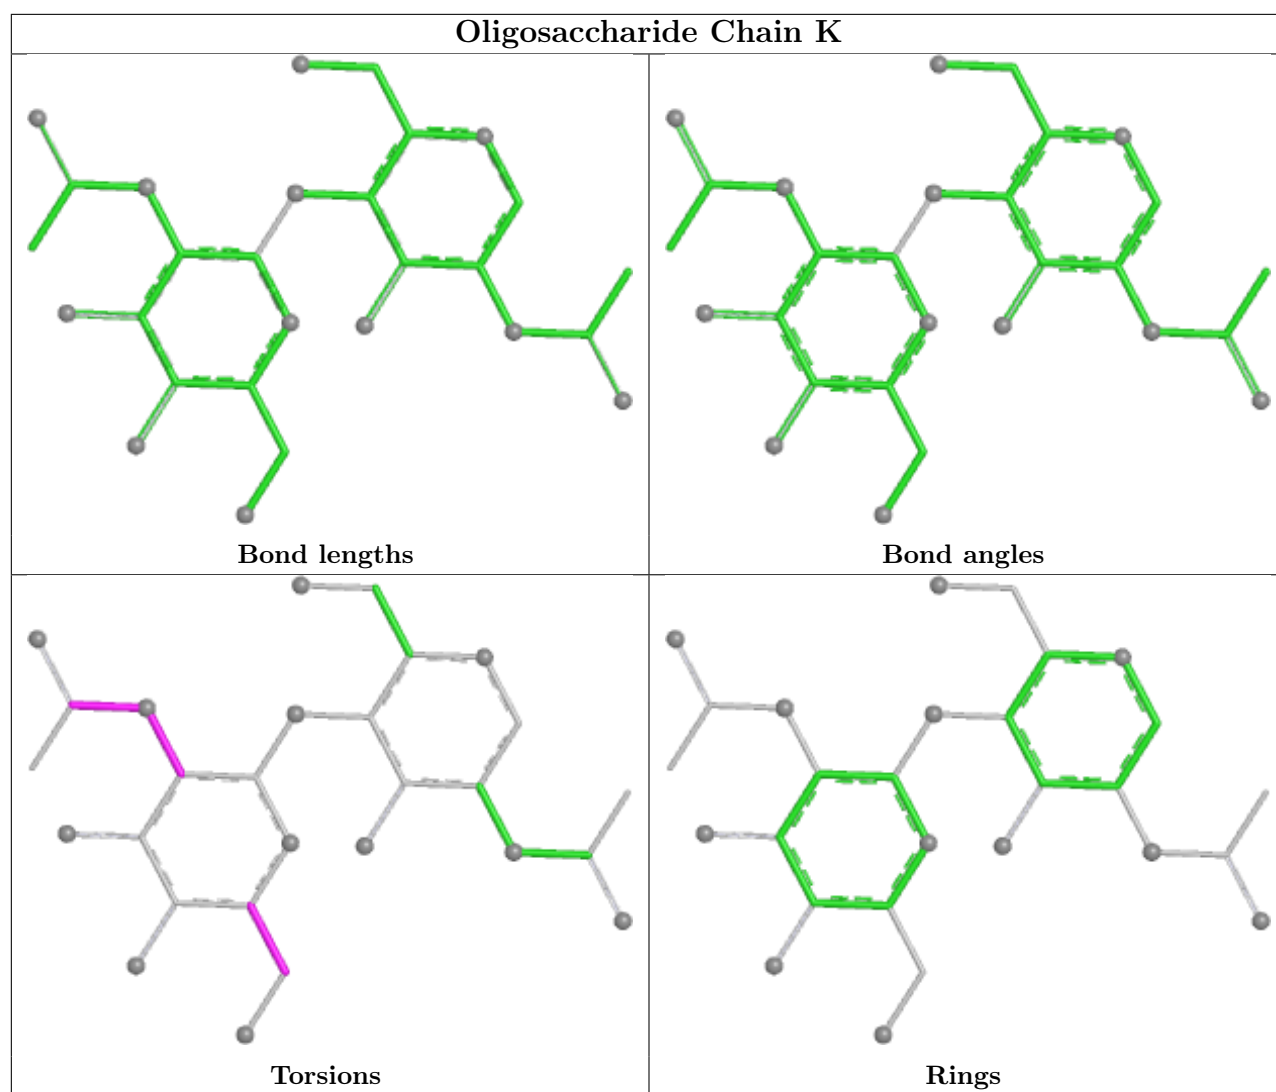 Oligosaccharide Chain K
Bond lengths
Bond angles
Torsions
Rings